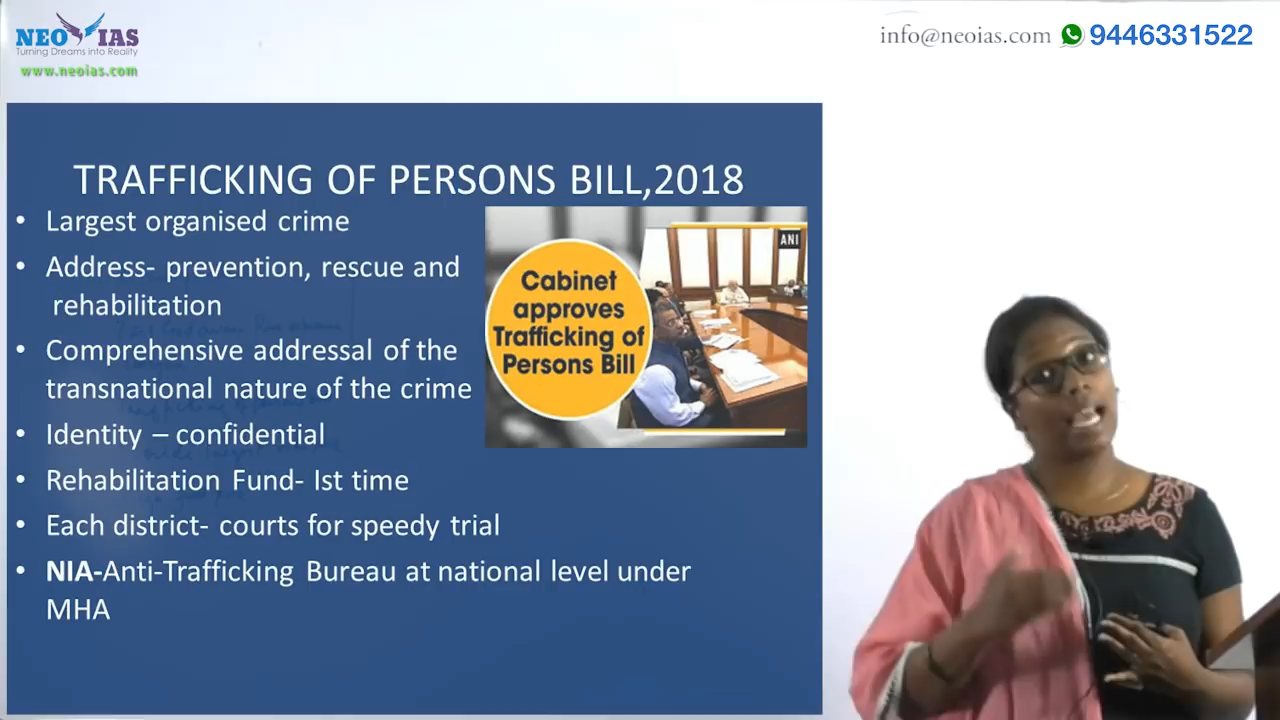 NEO IAS
Turning Dreams into Reality
www.neoias.com
info@neoias.com 9446331522
TRAFFICKING OF PERSONS BILL,2018
• Largest organised crime
• Address- prevention, rescue and
rehabilitation
• Comprehensive addressal of the
transnational nature of the crime
• Identity – confidential
• Rehabilitation Fund- Ist time
• Each district- courts for speedy trial
• NIA-Anti-Trafficking Bureau at national level under
MHA
Cabinet
approves
Trafficking of
Persons Bill
ANI